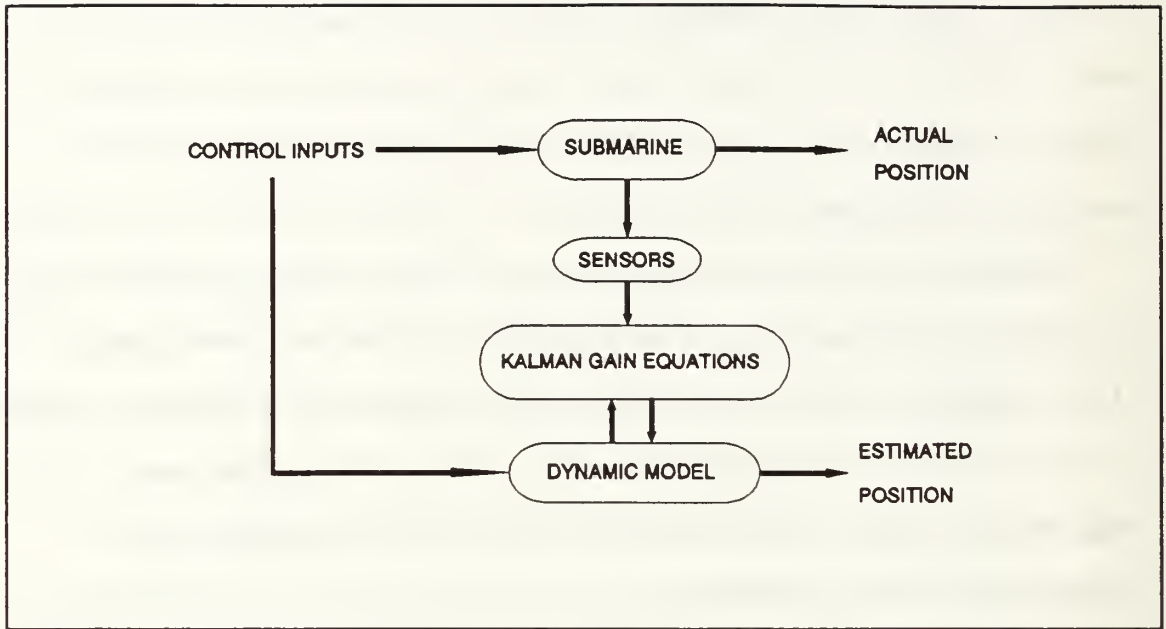 CONTROL INPUTS
SUBMARINE
ACTUAL
POSITION
SENSORS
KALMAN GAIN EQUATIONS
DYNAMIC MODEL
ESTIMATED
POSITION